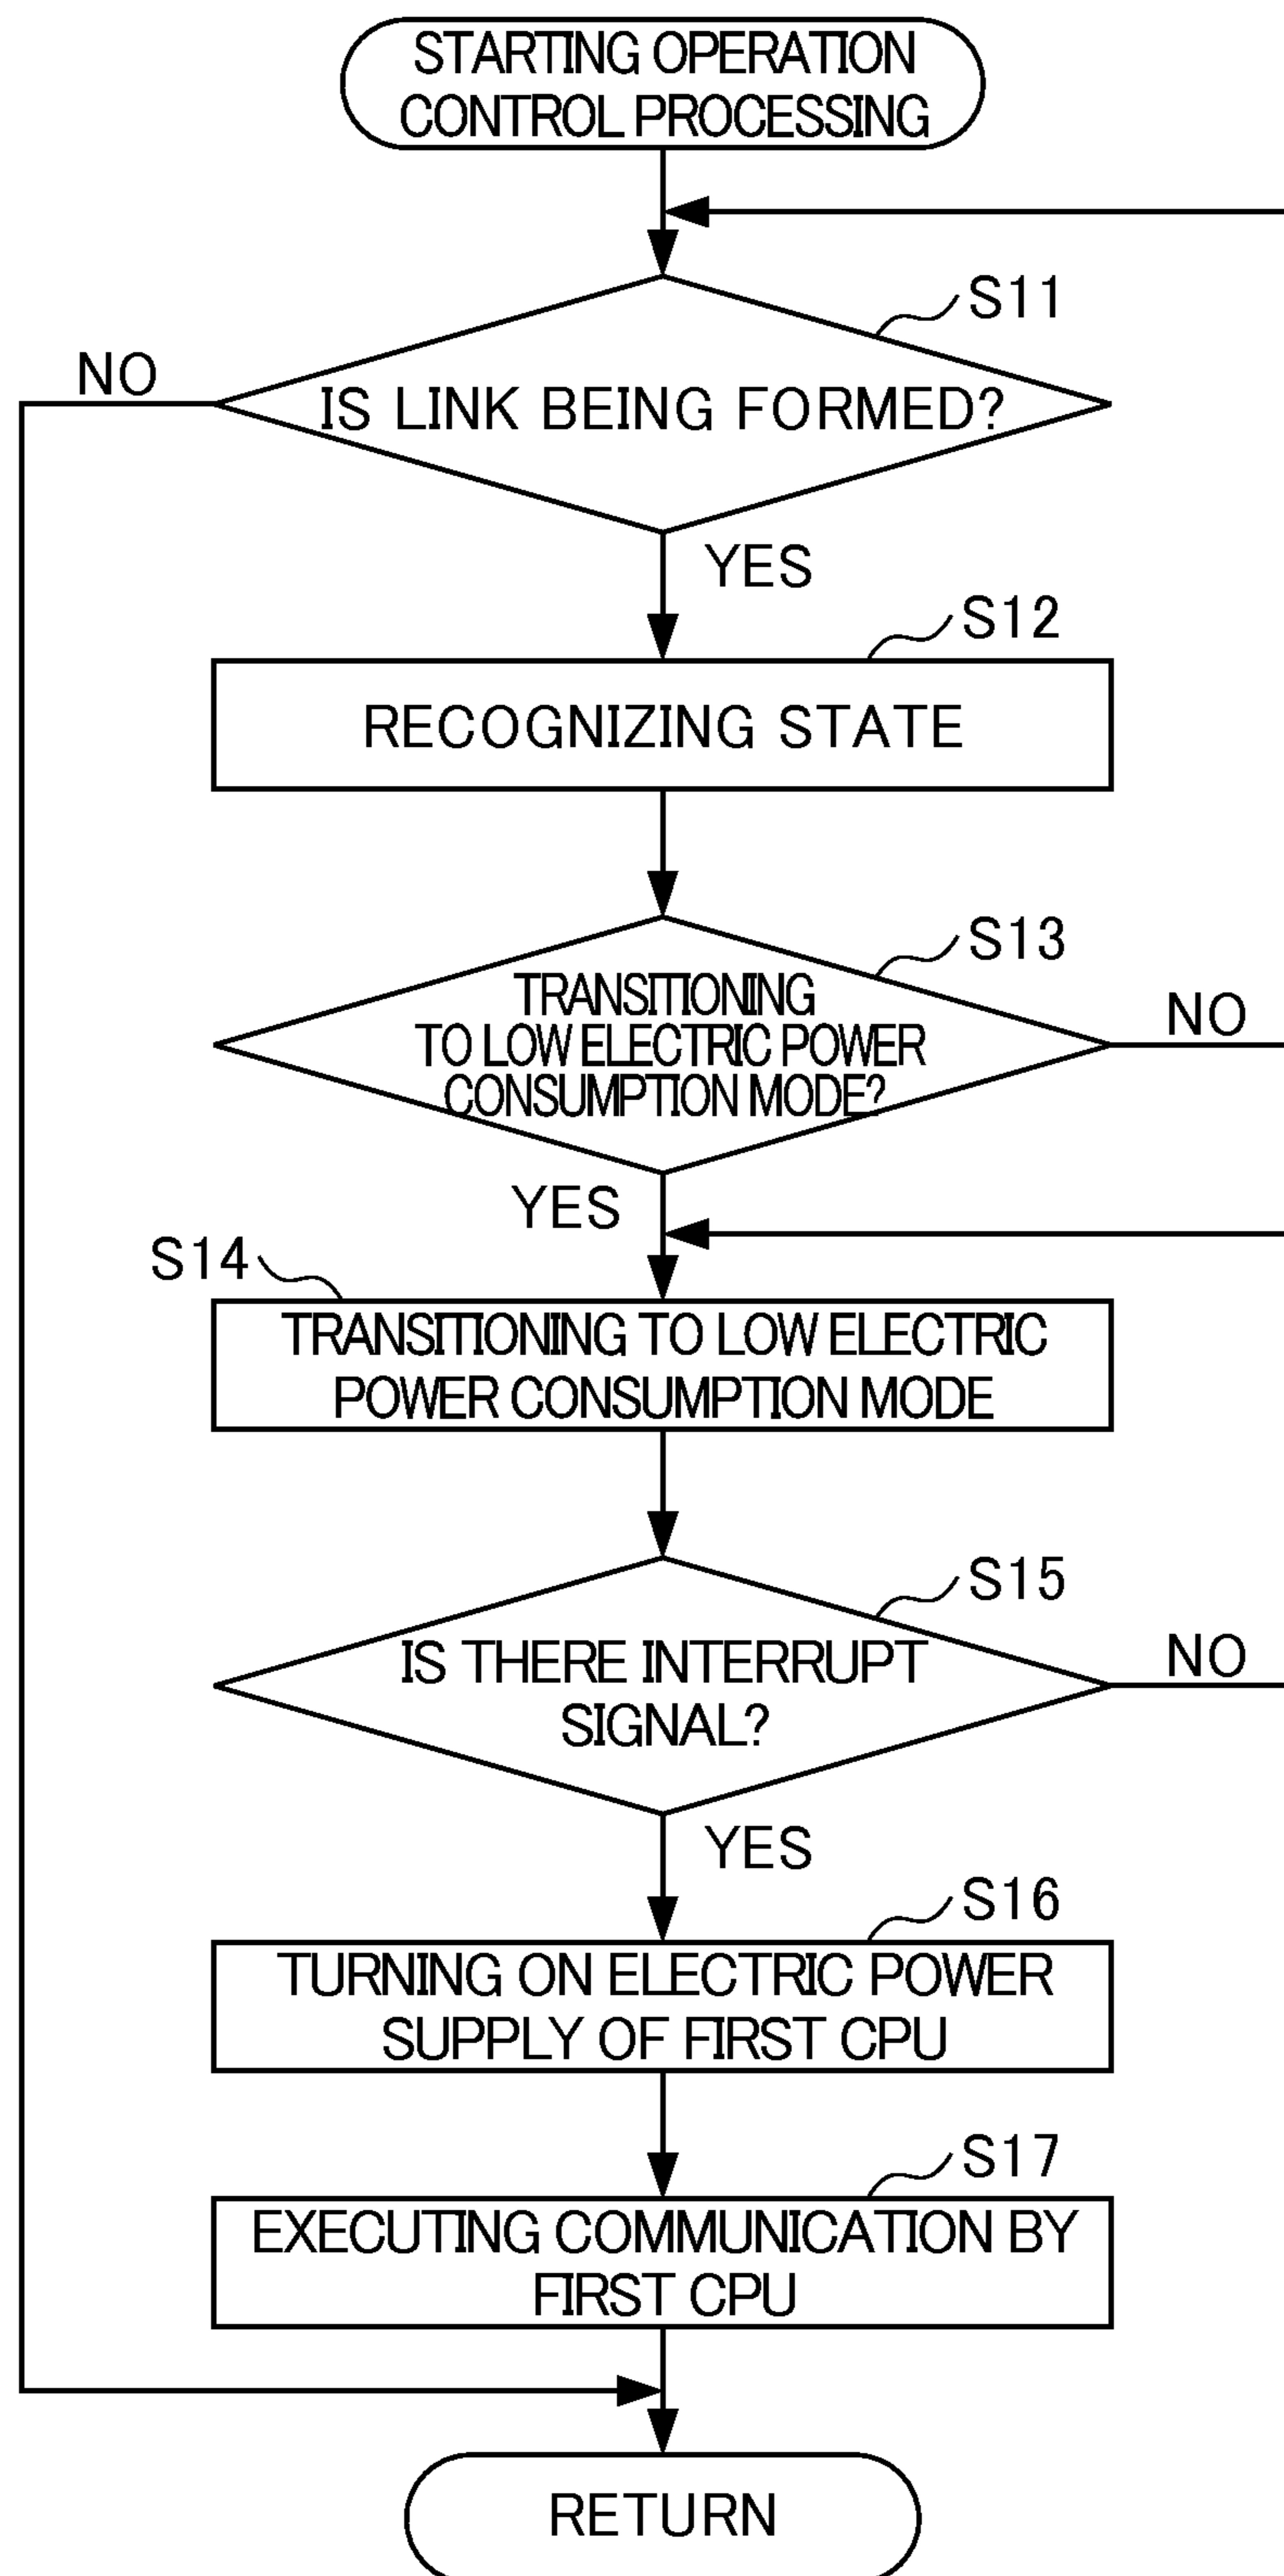 STARTING OPERATION
CONTROL PROCESSING
S11
NO
IS LINK BEING FORMED?
YES
S12
RECOGNIZING STATE
S13
TRANSITIONING
TO LOW ELECTRIC POWER
CONSUMPTION MODE?
NO
YES
S14
TRANSITIONING TO LOW ELECTRIC
POWER CONSUMPTION MODE
S15
IS THERE INTERRUPT
SIGNAL?
NO
YES
S16
TURNING ON ELECTRIC POWER
SUPPLY OF FIRST CPU
S17
EXECUTING COMMUNICATION BY
FIRST CPU
RETURN